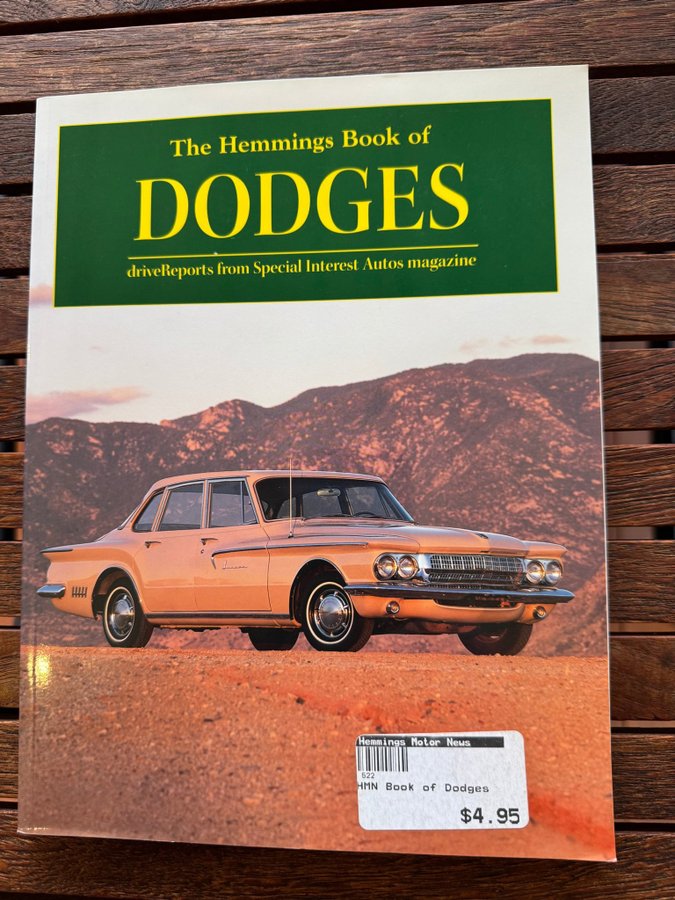 The Hemmings Book of
DODGES
driveReports from Special Interest Autos magazine
Lancer
Hemmings Motor News
522
HMN Book of Dodges
$4.95